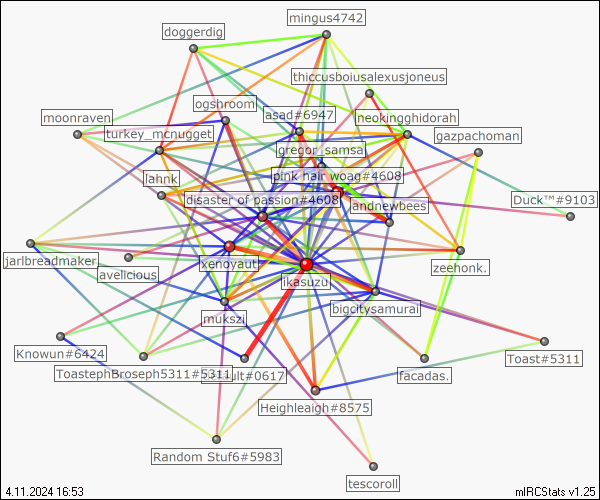 mingus4742
doggerdig
thiccusboiusalexusjoneus
ogshroom
asad#6947
moonraven
neokingghidorah
turkey_mcnugget
gazpachoman
gregor_samsa
lahnk
pink hair woag#4608
disaster of passion#4608
Duck™#9103
landnewbees
jarlbreadmaker
xenoyaut
zeehonk.
avelicious
ikasuzu
mukszi
bigcitysamurai
Knowun#6424
Toast#5311
ToastephBroseph5311#5311
ult#0617
facadas.
Heighleaigh#8575
Random Stuf6#5983
tescoroll
4.11.2024 16:53
mIRCStats v1.25